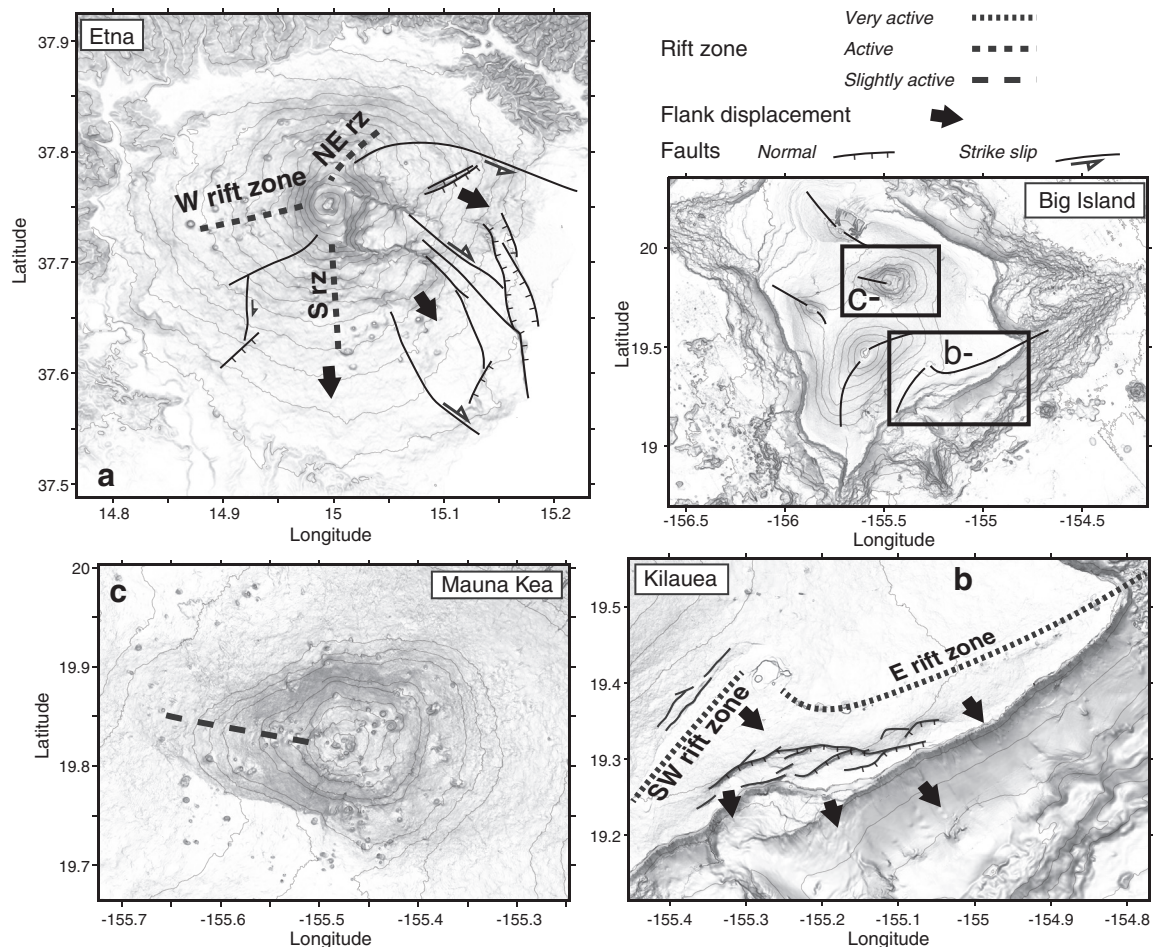 Etna
37.9
37.8
37.7
37.6
37.5
Latitude
NE rz
W rift zone
S rz
a
14.8
14.9
15
15.1
15.2
Longitude
Rift zone
Very active
Active
Slightly active
Flank displacement
Faults
Normal
Strike slip
Big Island
20
19.5
19
Latitude
C-
b-
-156.5
-156
-155.5
-155
-154.5
Longitude
c
Mauna Kea
20
19.9
19.8
19.7
Latitude
-155.7
-155.6
-155.5
-155.4
-155.3
Longitude
Kilauea
b
19.5
19.4
19.3
19.2
E rift zone
SW rift zone
-155.4
-155.3
-155.2
-155.1
-155
-154.9
-154.8
Longitude